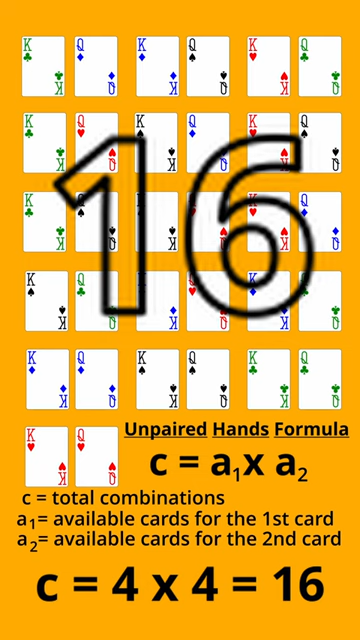 K Q K Q K Q
K Q K Q K Q
K Q K Q K Q
K Q K Q K Q
K Q K Q K Q
K Q
16
Unpaired Hands Formula
c = a₁x a₂
c = total combinations
a₁= available cards for the 1st card
a₂= available cards for the 2nd card
c = 4 x 4 = 16